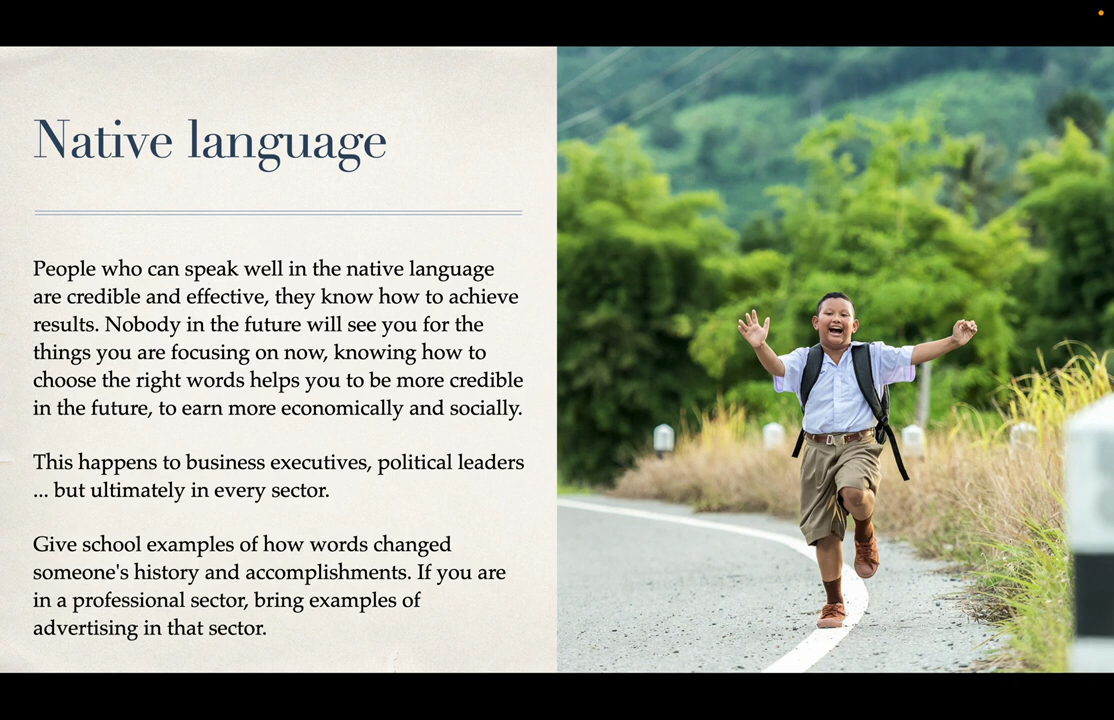 Native language
People who can speak well in the native language
are credible and effective, they know how to achieve
results. Nobody in the future will see you for the
things you are focusing on now, knowing how to
choose the right words helps you to be more credible
in the future, to earn more economically and socially.
This happens to business executives, political leaders
... but ultimately in every sector.
Give school examples of how words changed
someone's history and accomplishments. If you are
in a professional sector, bring examples of
advertising in that sector.